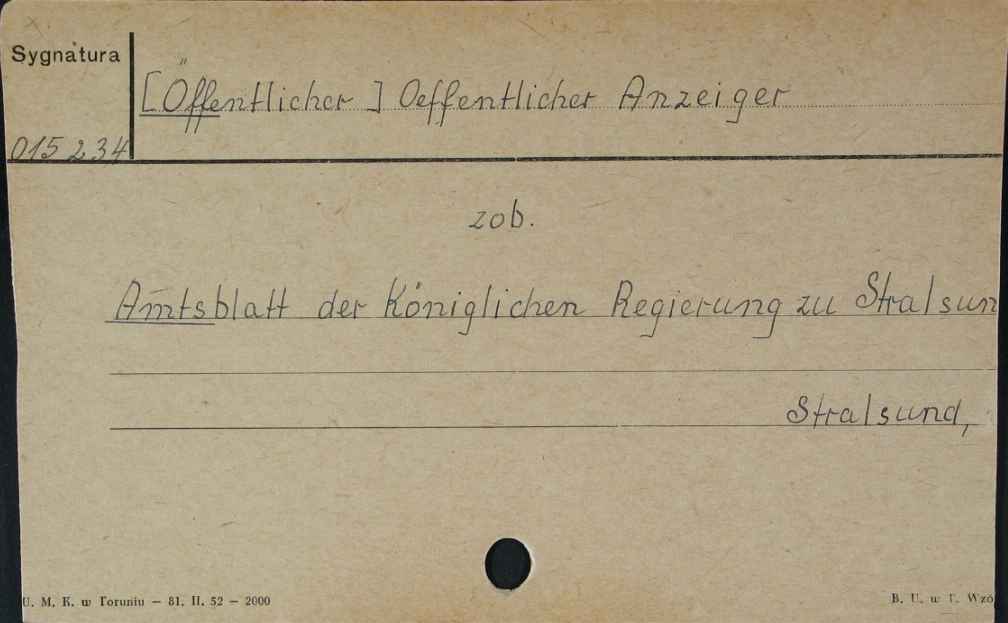 Sygnatura
[Öffentlicher] Oeffentlicher Anzeiger
015234
zob.
Amtsblatt der Königlichen Regierung zu Stralsun
Stralsund,
U. M. K. w Toruniu — 81. II. 52 — 2000
B. U. w T. Wzó